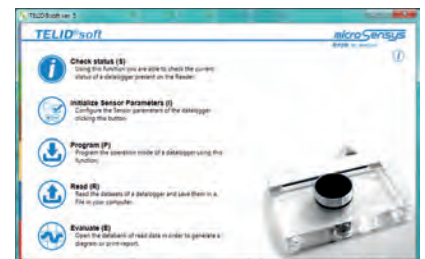 TELID®soft ver 3
TELID®soft
microSensys
Check status (S)
Using this function you are able to check the current
status of a datalogger present on the Reader.
Initialize Sensor Parameters (I)
Configure the Sensor parameters of the datalogger
clicking this button.
Program (P)
Program the operation mode of a datalogger using this
function.
Read (R)
Read the datasets of a datalogger and save them in a
File in your computer.
Evaluate (E)
Open the databank of read data in order to generate a
diagram or print-report.